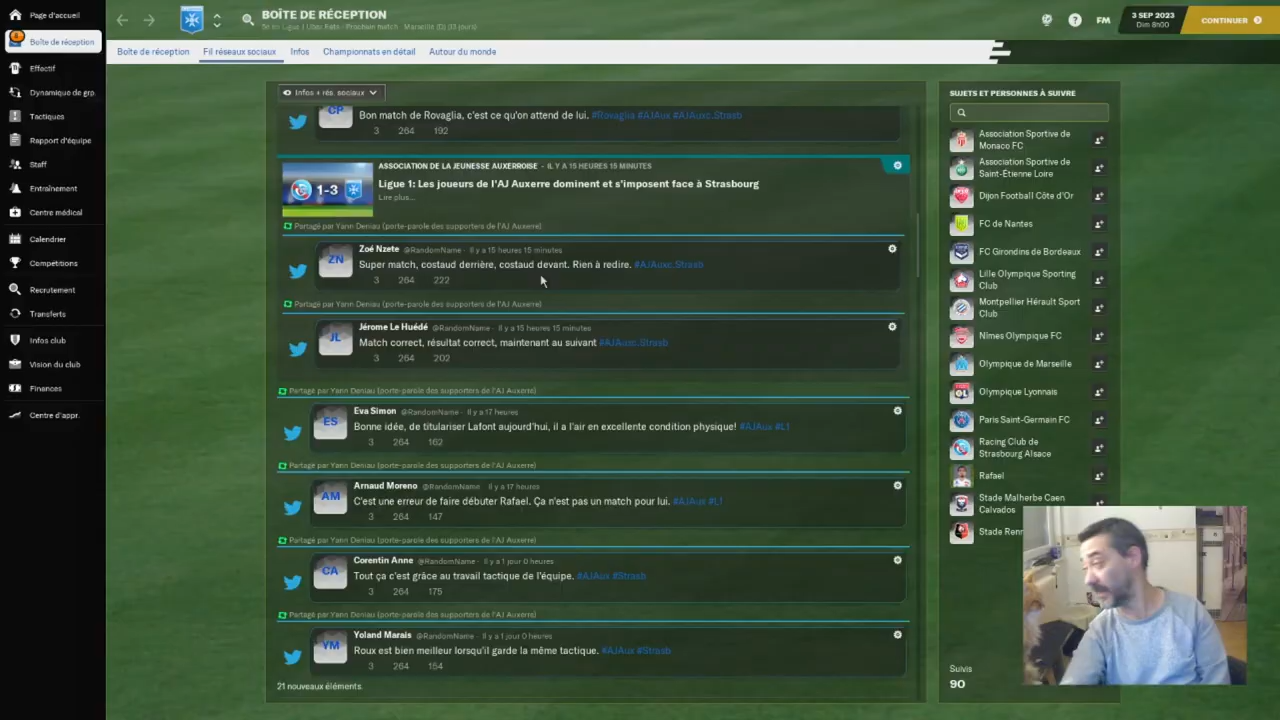 Page d'accueil
BOÎTE DE RÉCEPTION
FM
3 SEP 2023
Dim 8h00
CONTINUER
Boîte de réception
Boîte de réception
Fil réseaux sociaux
Infos
Championnats en détail
Autour du monde
Effectif
Dynamique de grp.
Tactiques
Rapport d'équipe
Staff
Entraînement
Centre médical
Calendrier
Compétitions
Recrutement
Transferts
Infos club
Vision du club
Finances
Centre d'appr.
Infos + rés. sociaux
CP
Bon match de Rovaglia, c'est ce qu'on attend de lui. #Rovaglia #AJAux #AJAuxc.Strasb
3 264 192
ASSOCIATION DE LA JEUNESSE AUXERROISE - IL Y A 15 HEURES 15 MINUTES
1-3
Ligue 1: Les joueurs de l'AJ Auxerre dominent et s'imposent face à Strasbourg
Lire plus...
Partagé par Yann Deniau (porte-parole des supporters de l'AJ Auxerre)
ZN
Zoé Nzete @RandomName - Il y a 15 heures 15 minutes
Super match, costaud derrière, costaud devant. Rien à redire. #AJAuxc.Strasb
3 264 222
Partagé par Yann Deniau (porte-parole des supporters de l'AJ Auxerre)
JL
Jérome Le Huédé @RandomName - Il y a 15 heures 15 minutes
Match correct, résultat correct, maintenant au suivant #AJAuxc.Strasb
3 264 202
Partagé par Yann Deniau (porte-parole des supporters de l'AJ Auxerre)
ES
Eva Simon @RandomName - Il y a 17 heures
Bonne idée, de titulariser Lafont aujourd'hui, il a l'air en excellente condition physique! #AJAux #L1
3 264 162
Partagé par Yann Deniau (porte-parole des supporters de l'AJ Auxerre)
AM
Arnaud Moreno @RandomName - Il y a 17 heures
C'est une erreur de faire débuter Rafael. Ça n'est pas un match pour lui. #AJAux #L1
3 264 147
Partagé par Yann Deniau (porte-parole des supporters de l'AJ Auxerre)
CA
Corentin Anne @RandomName - Il y a 1 jour 0 heures
Tout ça c'est grâce au travail tactique de l'équipe. #AJAux #Strasb
3 264 175
Partagé par Yann Deniau (porte-parole des supporters de l'AJ Auxerre)
YM
Yoland Marais @RandomName - Il y a 1 jour 0 heures
Roux est bien meilleur lorsqu'il garde la même tactique. #AJAux #Strasb
3 264 154
21 nouveaux éléments.
SUJETS ET PERSONNES À SUIVRE
Association Sportive de
Monaco FC
Association Sportive de
Saint-Étienne Loire
Dijon Football Côte d'Or
FC de Nantes
FC Girondins de Bordeaux
Lille Olympique Sporting
Club
Montpellier Hérault Sport
Club
Nîmes Olympique FC
Olympique de Marseille
Olympique Lyonnais
Paris Saint-Germain FC
Racing Club de
Strasbourg Alsace
Rafael
Stade Malherbe Caen
Calvados
Stade
Suivis
90